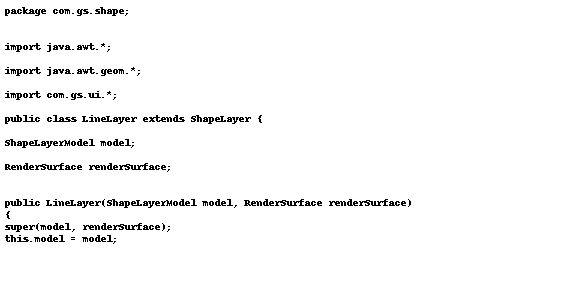 package com.gs.shape;
import java.awt.*;
import java.awt.geom.*;
import com.gs.ui.*;
public class LineLayer extends ShapeLayer {
ShapeLayerModel model;
RenderSurface renderSurface;
public LineLayer(ShapeLayerModel model, RenderSurface renderSurface)
{
super(model, renderSurface);
this.model = model;